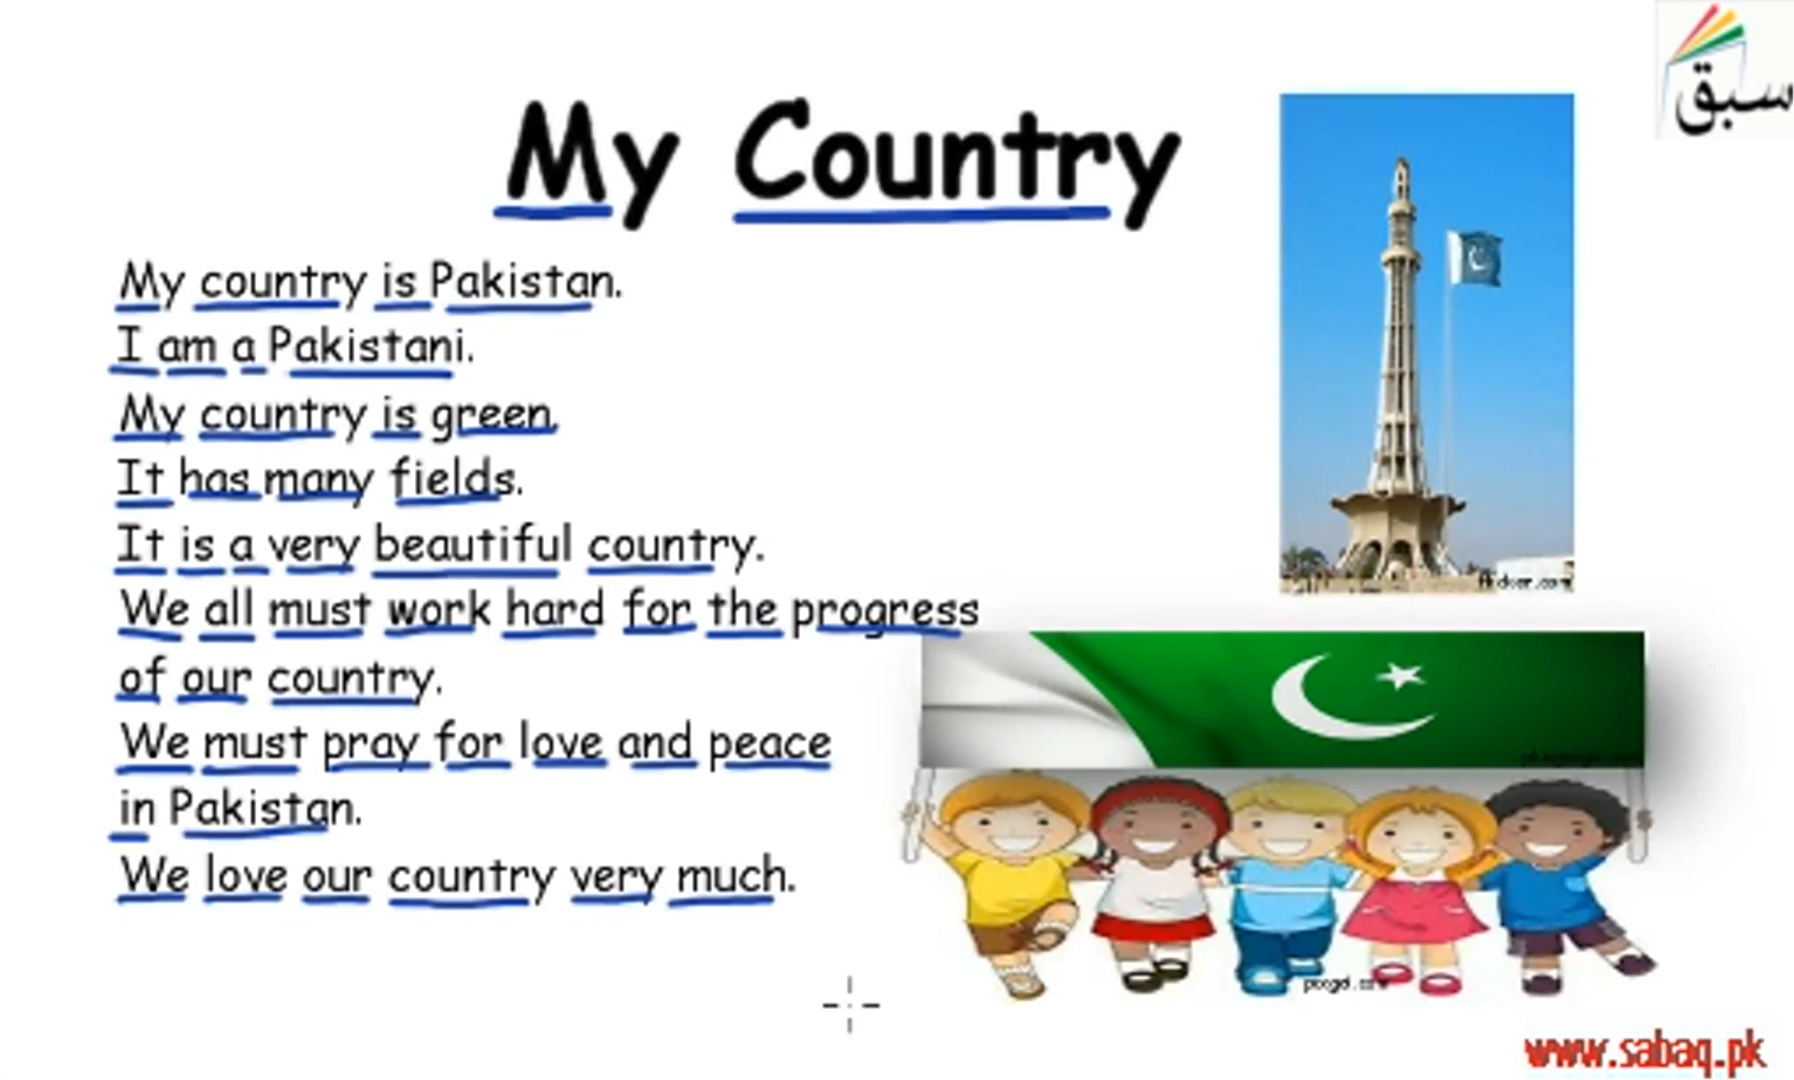 سبق
My Country
My country is Pakistan.
I am a Pakistani.
My country is green.
It has many fields.
It is a very beautiful country.
We all must work hard for the progress
of our country.
We must pray for love and peace
in Pakistan.
We love our country very much.
www.sabaq.pk